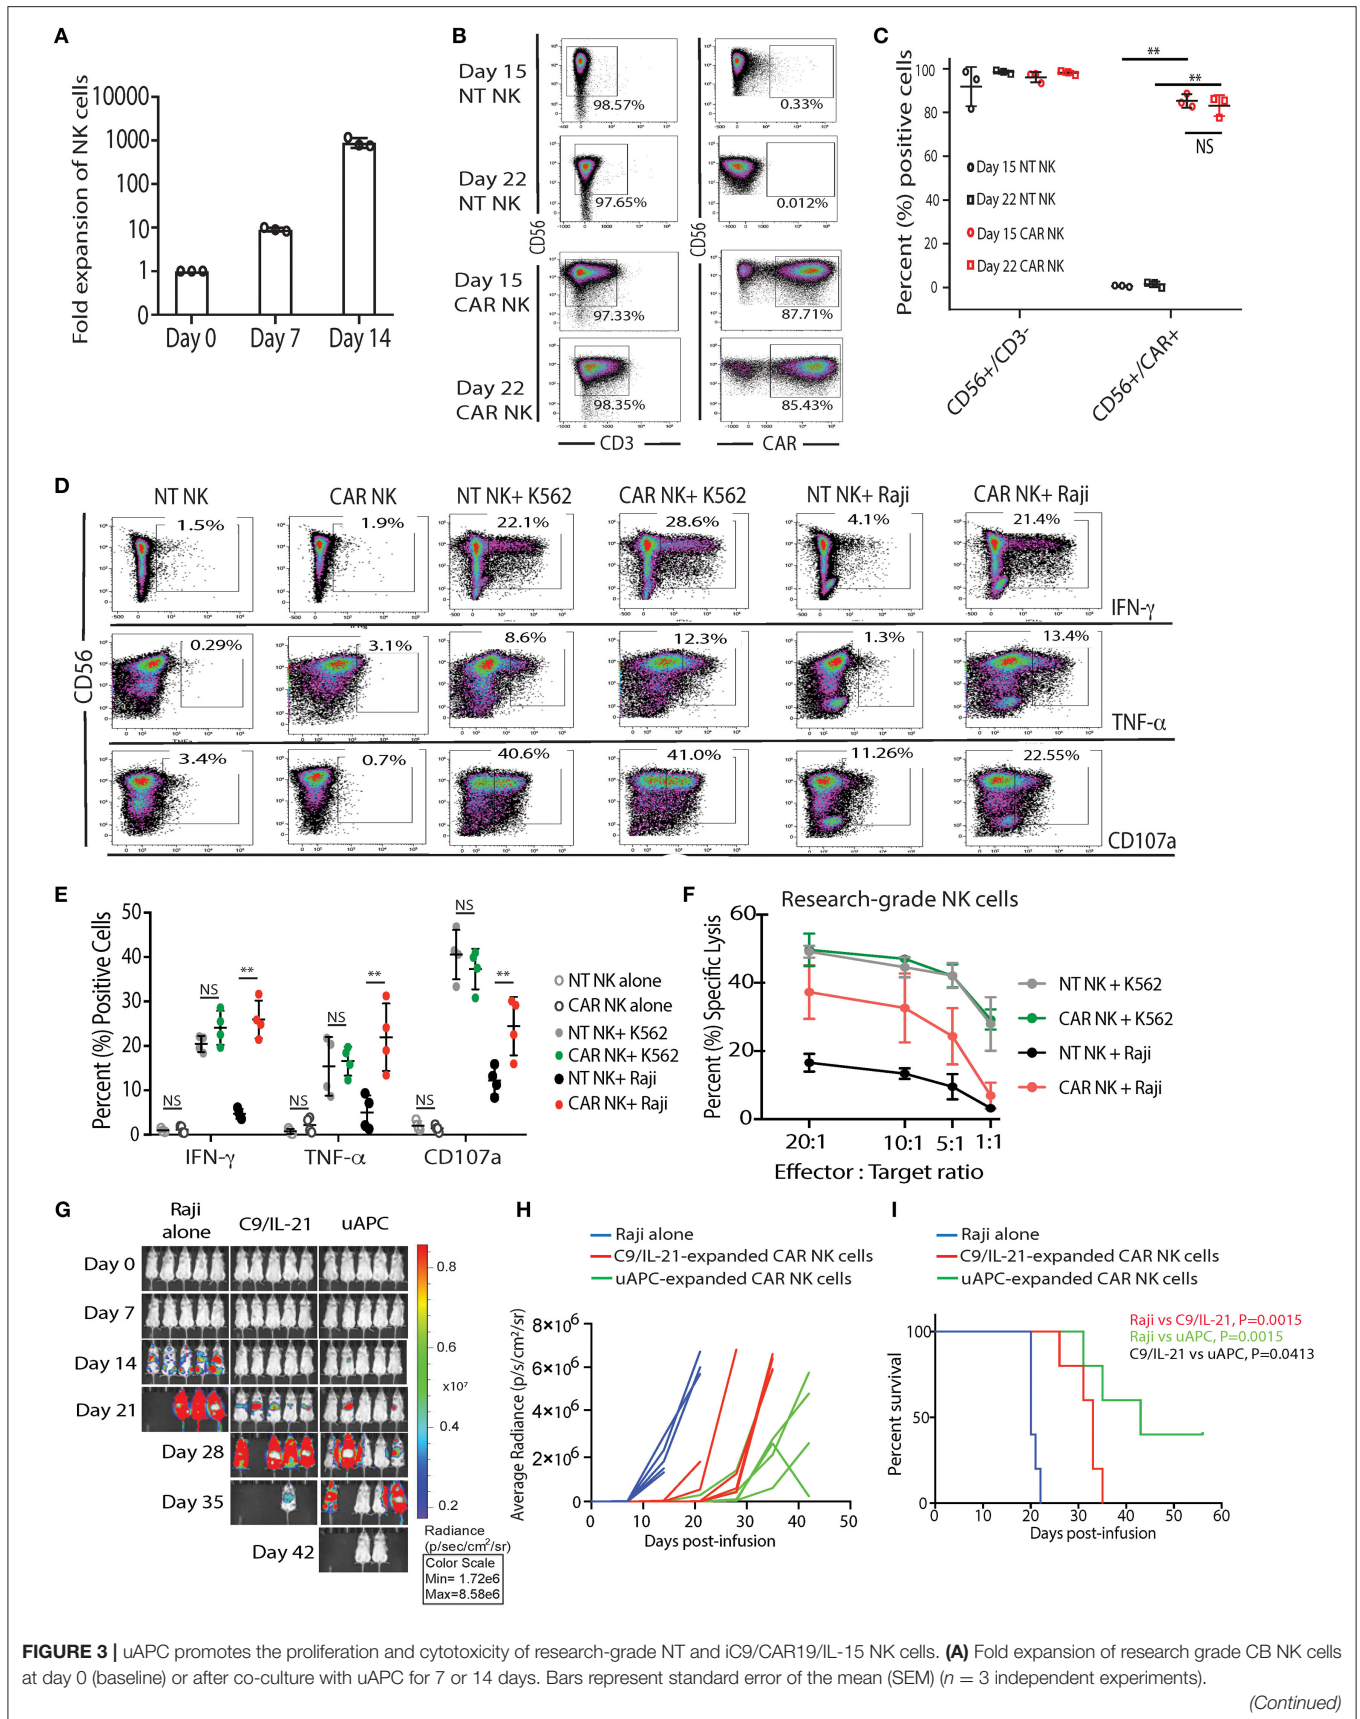 A
Fold expansion of NK cells
10000
1000
100
10
1
0
Day 0 Day 7 Day 14
B
CD56
CD56
Day 15
NT NK
98.57%
0.33%
Day 22
NT NK
97.65%
0.012%
Day 15
CAR NK
97.33%
87.71%
Day 22
CAR NK
98.35%
85.43%
CD3
CAR
C
Percent (%) positive cells
100
80
60
40
20
0
**
**
NS
Day 15 NT NK
Day 22 NT NK
Day 15 CAR NK
Day 22 CAR NK
CD56+/CD3-
CD56+/CAR+
D
NT NK
CAR NK
NT NK+ K562
CAR NK+ K562
NT NK+ Raji
CAR NK+ Raji
CD56
1.5% 1.9% 22.1% 28.6% 4.1% 21.4%
IFN-γ
0.29% 3.1% 8.6% 12.3% 1.3% 13.4%
TNF-α
3.4% 0.7% 40.6% 41.0% 11.26% 22.55%
CD107a
E
Percent (%) Positive Cells
50
40
30
20
10
0
NS NS ** NS NS ** NS NS **
IFN-γ TNF-α CD107a
NT NK alone
CAR NK alone
NT NK+ K562
CAR NK+ K562
NT NK+ Raji
CAR NK+ Raji
F
Research-grade NK cells
Percent (%) Specific Lysis
60
40
20
0
20:1 10:1 5:1 1:1
Effector : Target ratio
NT NK + K562
CAR NK + K562
NT NK + Raji
CAR NK + Raji
G
Raji
alone
C9/IL-21
uAPC
Day 0
Day 7
Day 14
Day 21
Day 28
Day 35
Day 42
0.8
0.6
x10⁷
0.4
0.2
Radiance
(p/sec/cm²/sr)
Color Scale
Min= 1.72e6
Max=8.58e6
H
Raji alone
C9/IL-21-expanded CAR NK cells
uAPC-expanded CAR NK cells
Average Radiance (p/s/cm²/sr)
8×10⁶
6×10⁶
4×10⁶
2×10⁶
0
0 10 20 30 40 50
Days post-infusion
I
Raji alone
C9/IL-21-expanded CAR NK cells
uAPC-expanded CAR NK cells
Raji vs C9/IL-21, P=0.0015
Raji vs uAPC, P=0.0015
C9/IL-21 vs uAPC, P=0.0413
Percent survival
100
50
0
0 10 20 30 40 50 60
Days post-infusion
FIGURE 3 | uAPC promotes the proliferation and cytotoxicity of research-grade NT and iC9/CAR19/IL-15 NK cells. (A) Fold expansion of research grade CB NK cells
at day 0 (baseline) or after co-culture with uAPC for 7 or 14 days. Bars represent standard error of the mean (SEM) (n = 3 independent experiments).
(Continued)